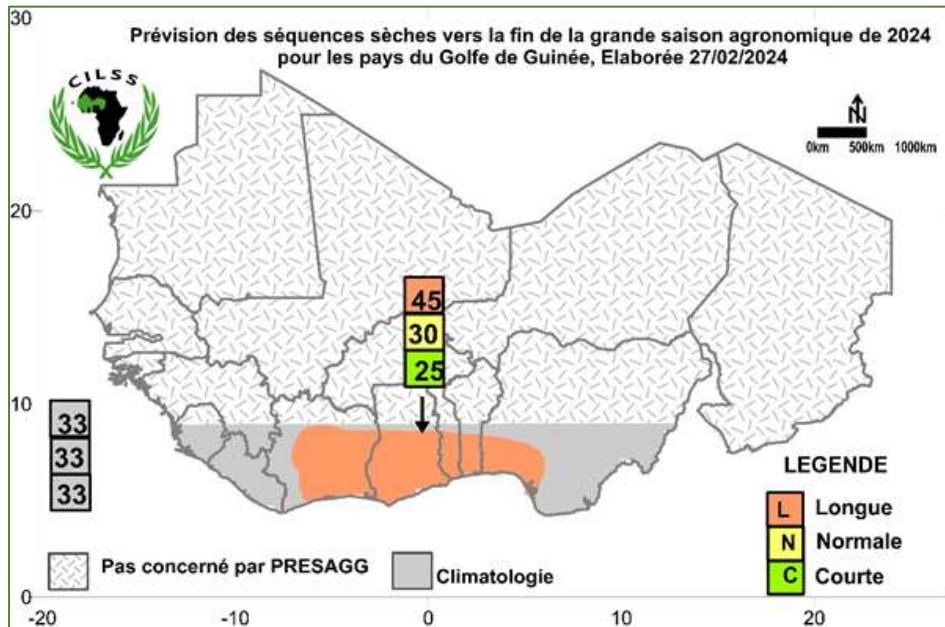 30
Prévision des séquences sèches vers la fin de la grande saison agronomique de 2024
pour les pays du Golfe de Guinée, Elaborée 27/02/2024
CILSS
N
0km 500km 1000km
20
45
30
25
10
33
33
33
LEGENDE
L Longue
N Normale
C Courte
Pas concerné par PRESAGG
Climatologie
0
-20 -10 0 10 20